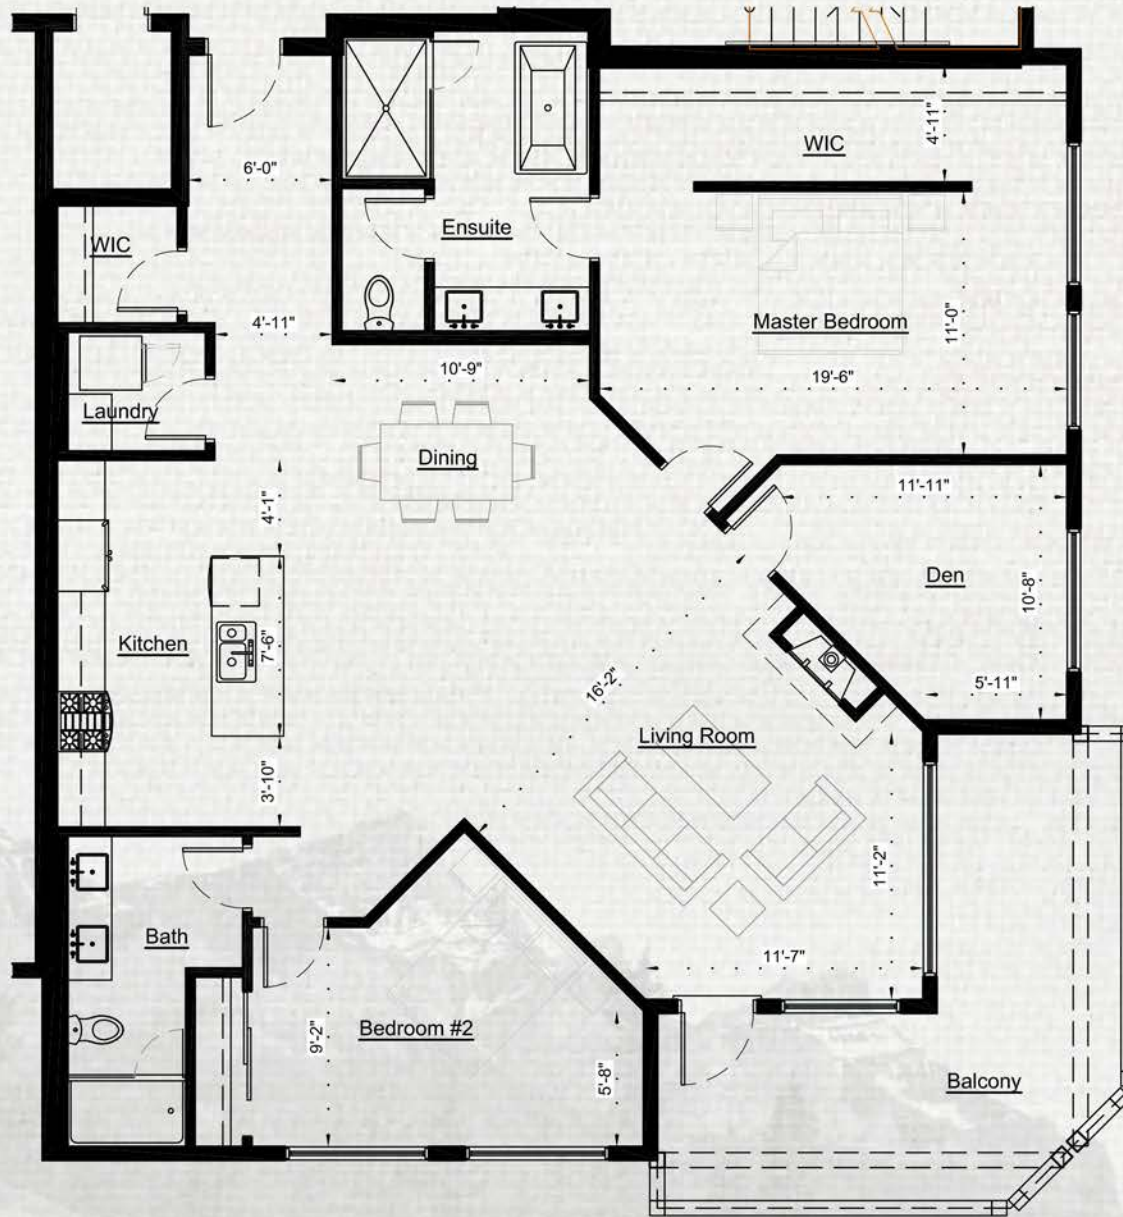 4'-11"
WIC
6'-0"
Ensuite
WIC
4'-11"
Master Bedroom
11'-0"
10'-9"
19'-6"
Laundry
Dining
11'-11"
4'-1"
Den
10'-8"
Kitchen
7'-6"
16'-2"
5'-11"
Living Room
3'-10"
11'-2"
Bath
11'-7"
Bedroom #2
9'-2"
5'-8"
Balcony